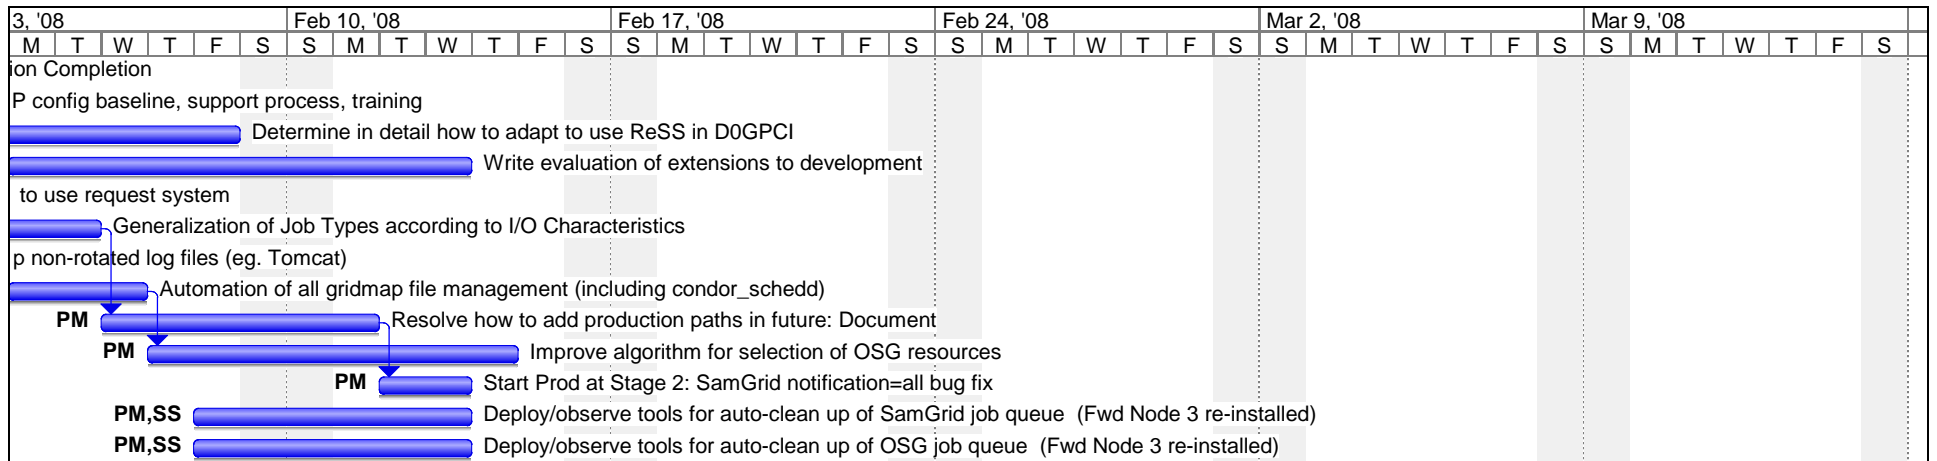 3, '08 Feb 10, '08 Feb 17, '08 Feb 24, '08 Mar 2, '08 Mar 9, '08
M T W T F S S M T W T F S S M T W T F S S M T W T F S S M T W T F S S M T W T F S
ion Completion
P config baseline, support process, training
Determine in detail how to adapt to use ReSS in D0GPCI
Write evaluation of extensions to development
to use request system
Generalization of Job Types according to I/O Characteristics
p non-rotated log files (eg. Tomcat)
Automation of all gridmap file management (including condor_schedd)
PM Resolve how to add production paths in future: Document
PM Improve algorithm for selection of OSG resources
PM Start Prod at Stage 2: SamGrid notification=all bug fix
PM,SS Deploy/observe tools for auto-clean up of SamGrid job queue (Fwd Node 3 re-installed)
PM,SS Deploy/observe tools for auto-clean up of OSG job queue (Fwd Node 3 re-installed)